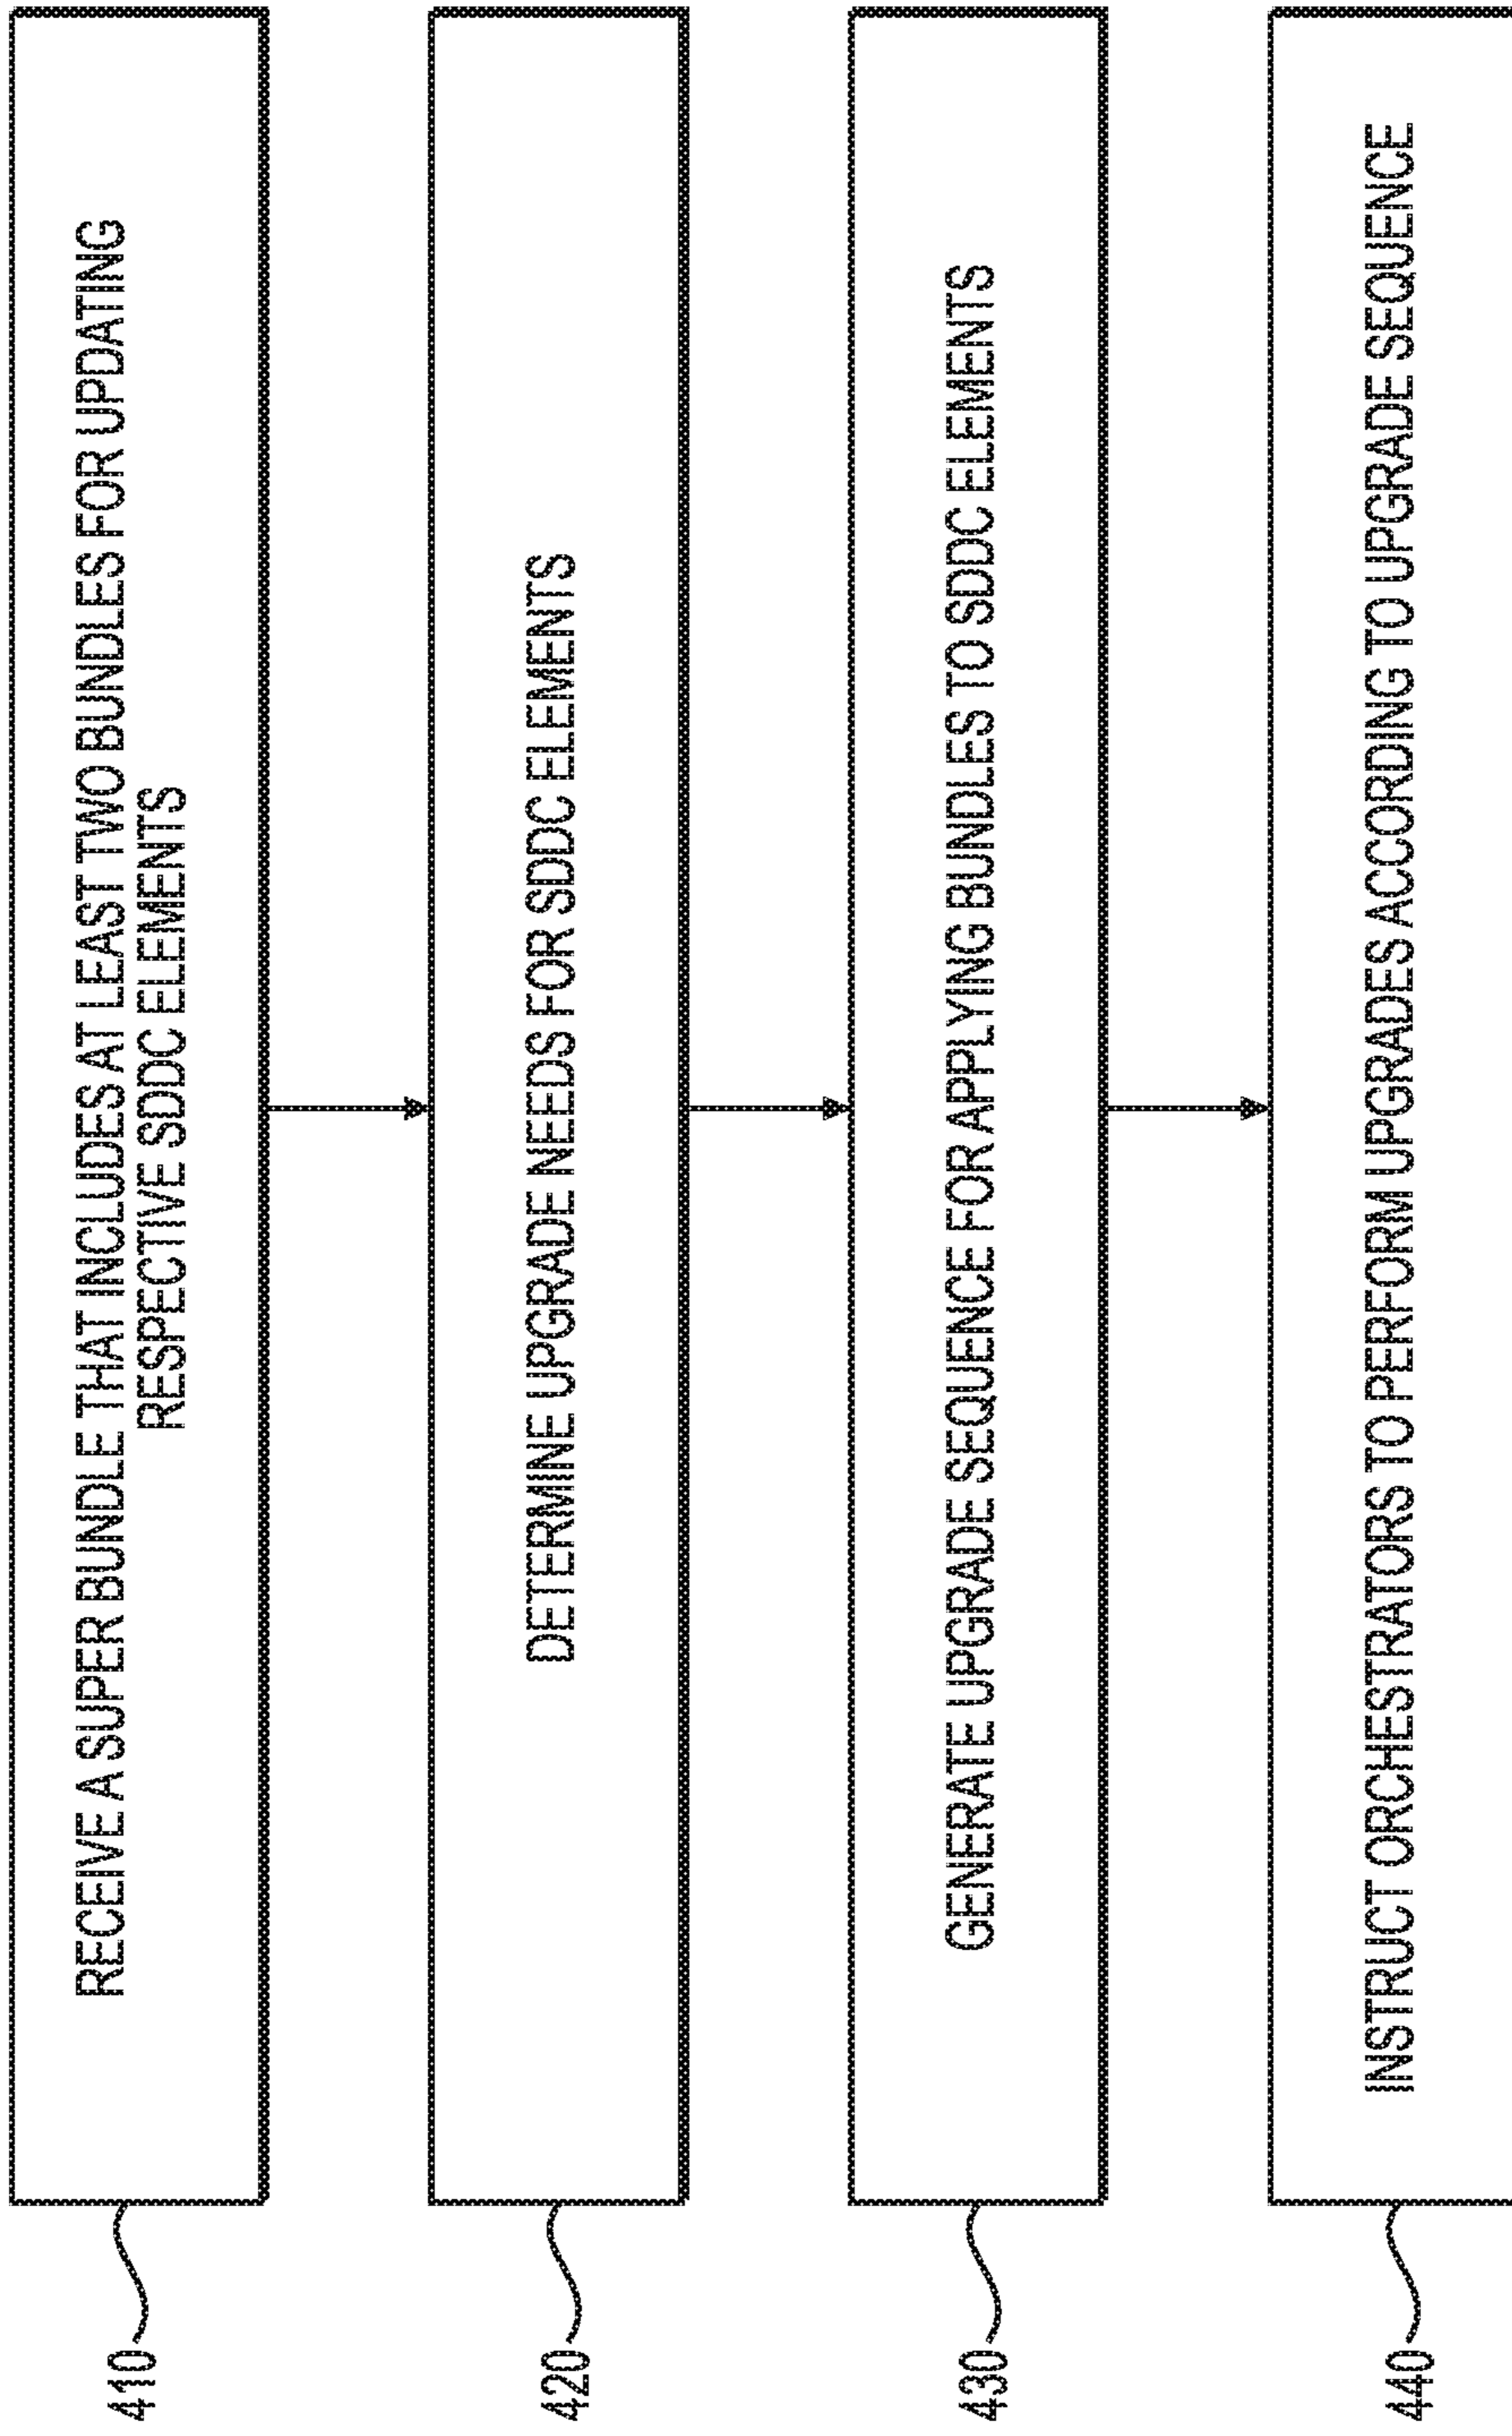 410
RECEIVE A SUPER BUNDLE THAT INCLUDES AT LEAST TWO BUNDLES FOR UPDATING
RESPECTIVE SDDC ELEMENTS
420
DETERMINE UPGRADE NEEDS FOR SDDC ELEMENTS
430
GENERATE UPGRADE SEQUENCE FOR APPLYING BUNDLES TO SDDC ELEMENTS
440
INSTRUCT ORCHESTRATORS TO PERFORM UPGRADES ACCORDING TO UPGRADE SEQUENCE